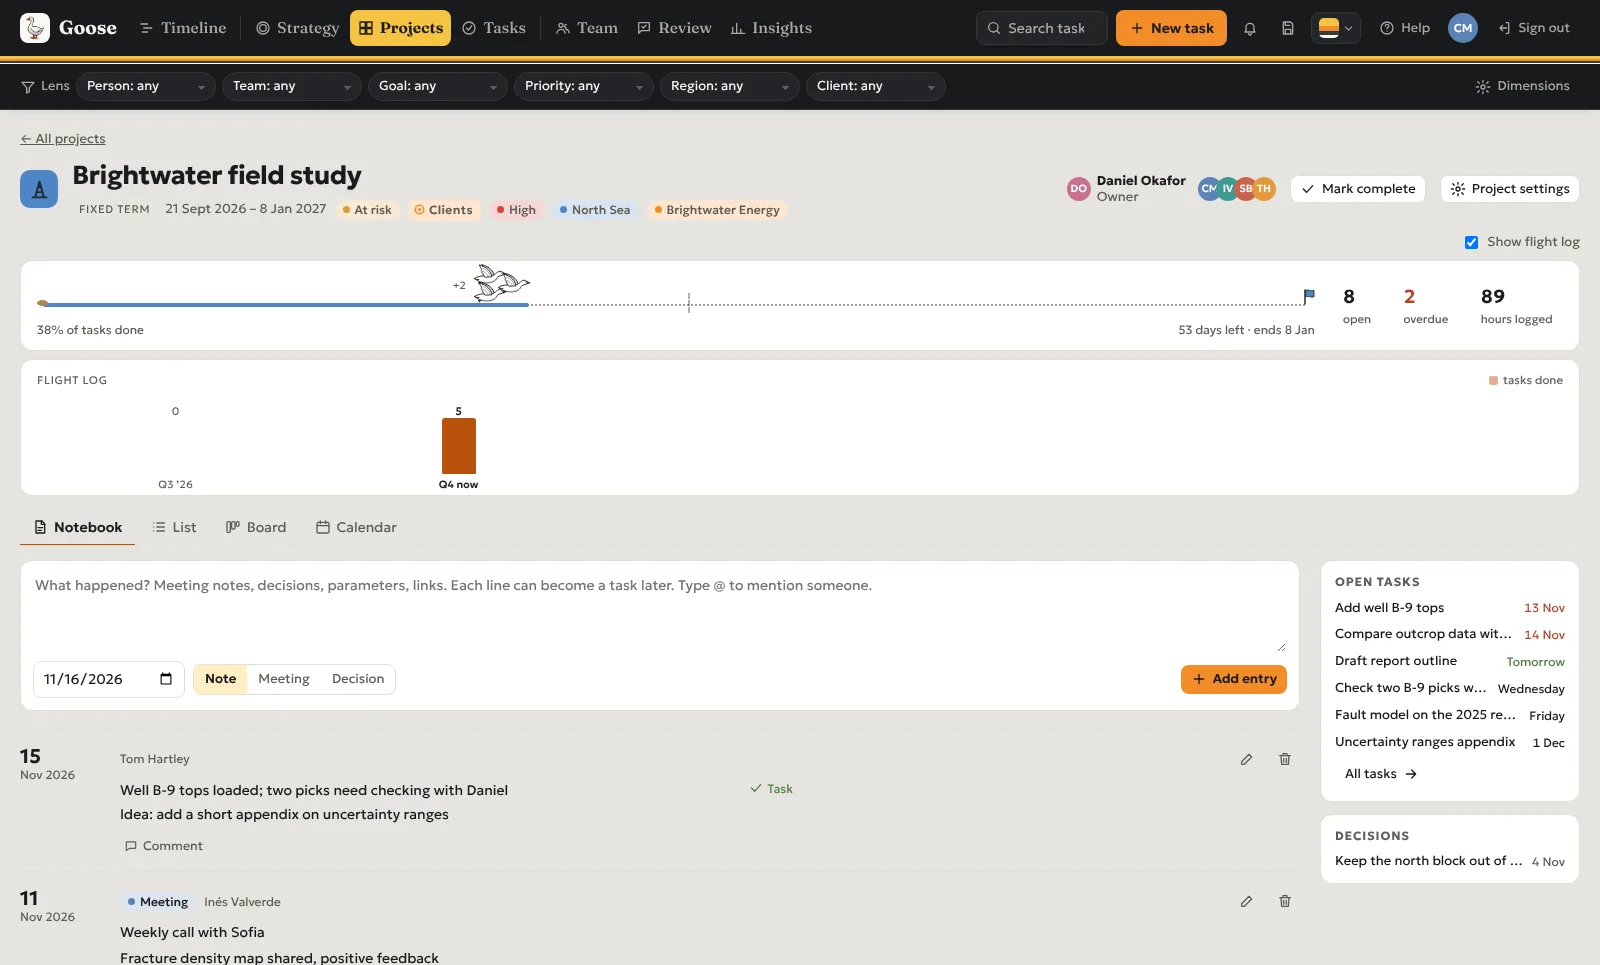 Goose Timeline Strategy Projects Tasks Team Review Insights Search task + New task Help CM Sign out
Lens Person: any Team: any Goal: any Priority: any Region: any Client: any Dimensions
← All projects
Brightwater field study
FIXED TERM 21 Sept 2026 – 8 Jan 2027 At risk Clients High North Sea Brightwater Energy
DO Daniel Okafor
Owner
CM IV SB TH
Mark complete
Project settings
Show flight log
+2
38% of tasks done
53 days left · ends 8 Jan
8 open
2 overdue
89 hours logged
FLIGHT LOG
tasks done
0
5
Q3 '26
Q4 now
Notebook List Board Calendar
What happened? Meeting notes, decisions, parameters, links. Each line can become a task later. Type @ to mention someone.
11/16/2026 Note Meeting Decision + Add entry
15
Nov 2026
Tom Hartley
Well B-9 tops loaded; two picks need checking with Daniel
Task
Idea: add a short appendix on uncertainty ranges
Comment
11
Nov 2026
Meeting Inés Valverde
Weekly call with Sofia
Fracture density map shared, positive feedback
OPEN TASKS
Add well B-9 tops 13 Nov
Compare outcrop data wit... 14 Nov
Draft report outline Tomorrow
Check two B-9 picks w... Wednesday
Fault model on the 2025 re... Friday
Uncertainty ranges appendix 1 Dec
All tasks →
DECISIONS
Keep the north block out of ... 4 Nov